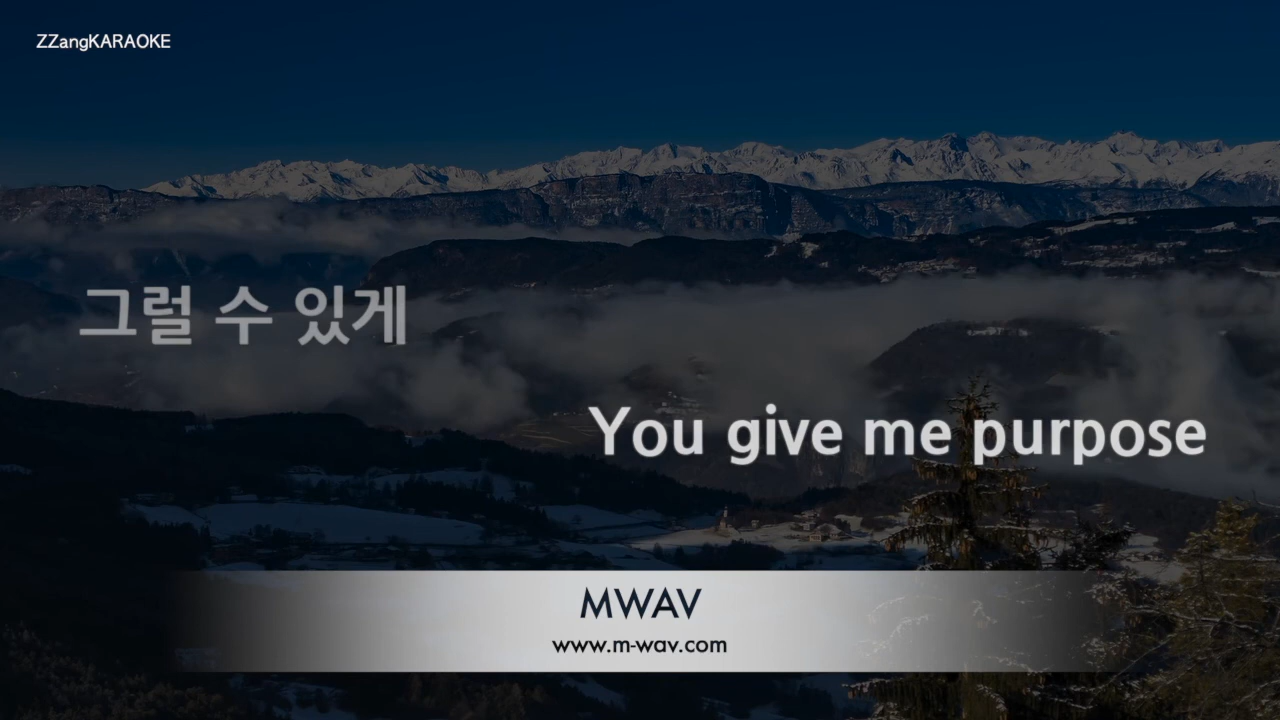 ZZangKARAOKE
그럴 수 있게
You give me purpose
MWAV
www.m-wav.com